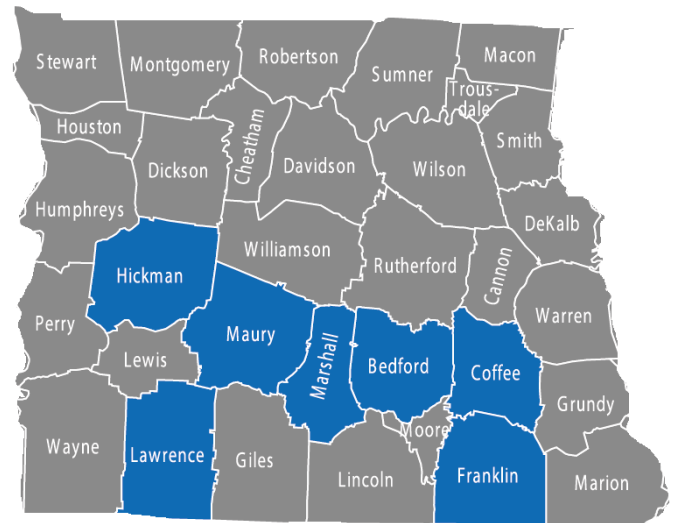 Stewart
Montgomery
Robertson
Sumner
Macon
Trous-
dale
Houston
Dickson
Cheatham
Davidson
Wilson
Smith
Humphreys
Williamson
Rutherford
Cannon
DeKalb
Hickman
Perry
Lewis
Maury
Marshall
Bedford
Coffee
Warren
Grundy
Wayne
Lawrence
Giles
Lincoln
Moore
Franklin
Marion